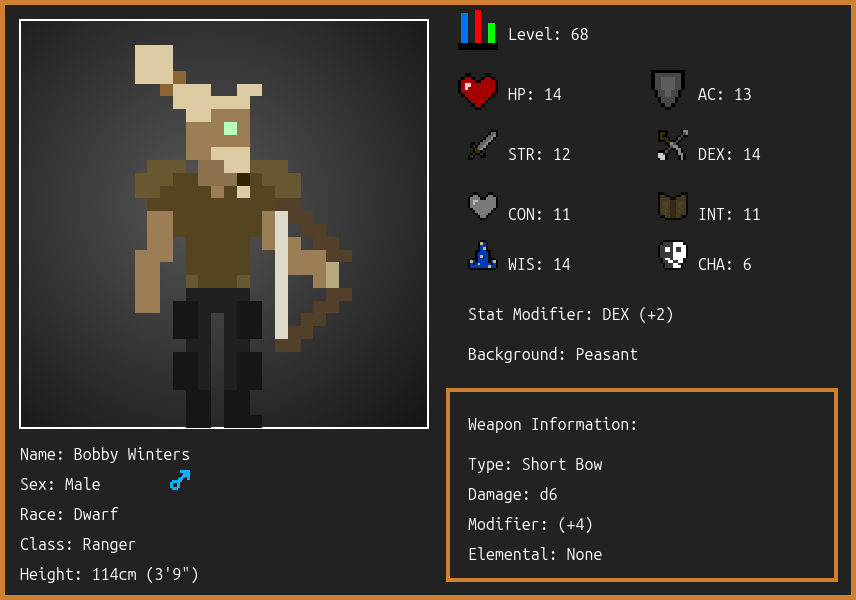 Level: 68
HP: 14
AC: 13
STR: 12
DEX: 14
CON: 11
INT: 11
WIS: 14
CHA: 6
Stat Modifier: DEX (+2)
Background: Peasant
Weapon Information:
Type: Short Bow
Damage: d6
Modifier: (+4)
Elemental: None
Name: Bobby Winters
Sex: Male
Race: Dwarf
Class: Ranger
Height: 114cm (3'9")